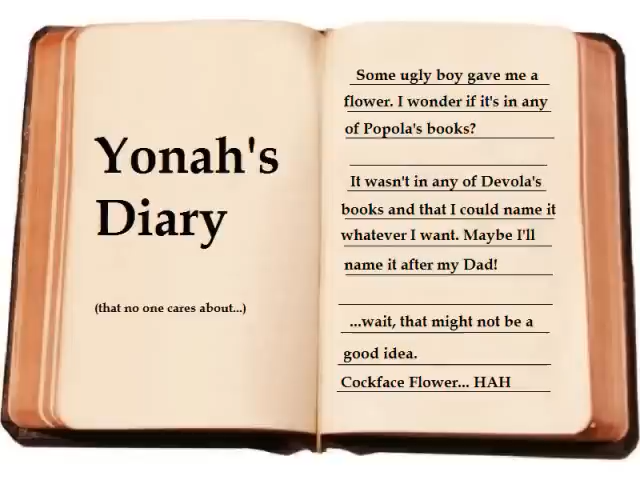 Yonah's
Diary
(that no one cares about...)
Some ugly boy gave me a
flower. I wonder if it's in any
of Popola's books?
It wasn't in any of Devola's
books and that I could name it
whatever I want. Maybe I'll
name it after my Dad!
...wait, that might not be a
good idea.
Cockface Flower... HAH